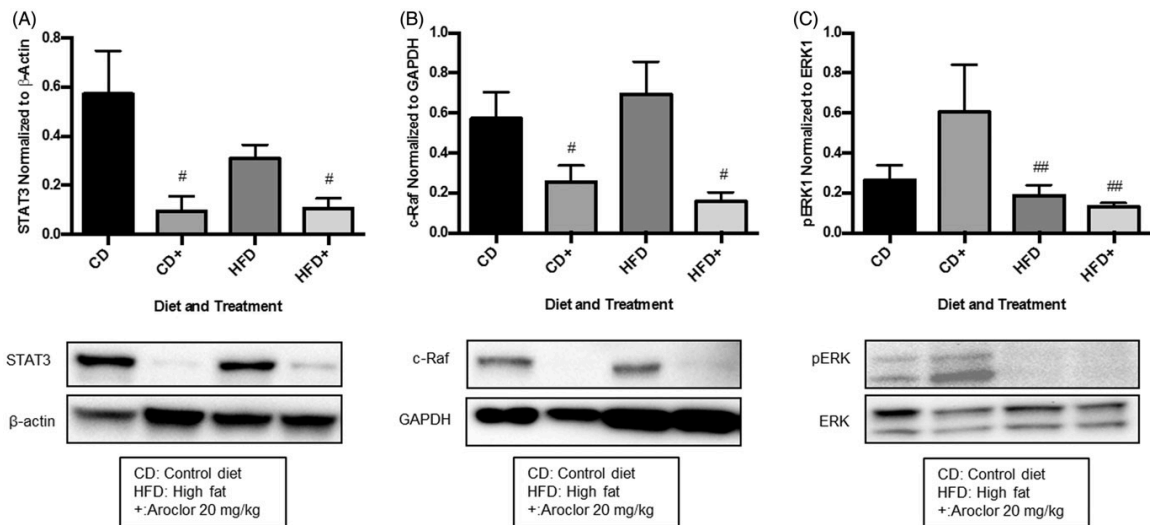 (A)
STAT3 Normalized to β-Actin
0.8
0.6
0.4
0.2
0.0
#
#
CD
CD+
HFD
HFD+
Diet and Treatment
STAT3
β-actin
CD: Control diet
HFD: High fat
+:Aroclor 20 mg/kg
(B)
c-Raf Normalized to GAPDH
1.0
0.8
0.6
0.4
0.2
0.0
#
#
CD
CD+
HFD
HFD+
Diet and Treatment
c-Raf
GAPDH
CD: Control diet
HFD: High fat
+:Aroclor 20 mg/kg
(C)
pERK1 Normalized to ERK1
1.0
0.8
0.6
0.4
0.2
0.0
##
##
CD
CD+
HFD
HFD+
Diet and Treatment
pERK
ERK
CD: Control diet
HFD: High fat
+:Aroclor 20 mg/kg